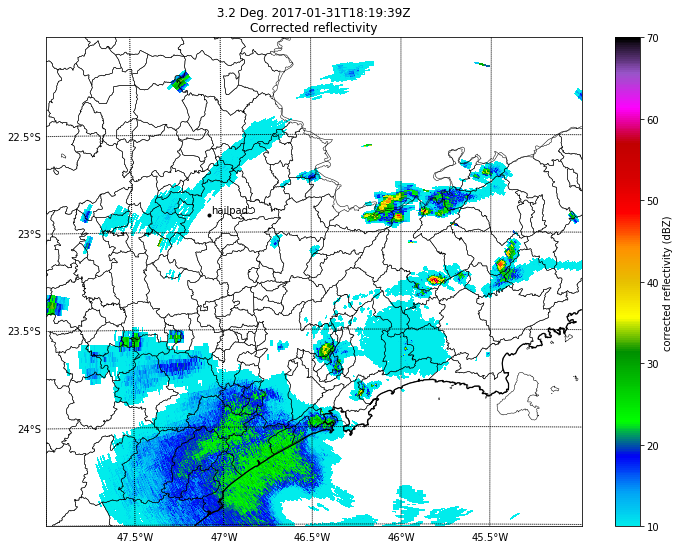 3.2 Deg. 2017-01-31T18:19:39Z
Corrected reflectivity
22.5°S
23°S
23.5°S
24°S
47.5°W
47°W
46.5°W
46°W
45.5°W
hailpad
70
60
50
40
30
20
10
corrected reflectivity (dBZ)